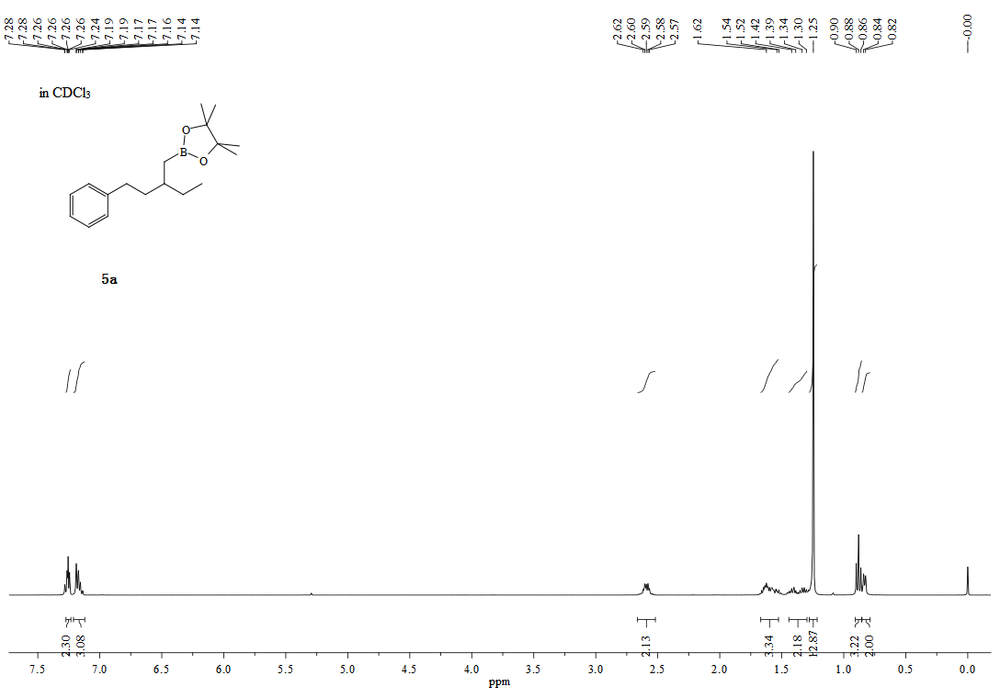 7.28 7.28 7.26 7.26 7.26 7.26 7.24 7.19 7.19 7.17 7.17 7.16 7.14 7.14 2.62 2.60 2.59 2.58 2.57 1.62 1.54 1.52 1.42 1.39 1.34 1.30 1.25 0.90 0.88 0.86 0.84 0.82 -0.00
in CDCl3
O
B
O
5a
2.30 3.08 2.13 3.34 2.18 12.87 3.22 2.00
7.5 7.0 6.5 6.0 5.5 5.0 4.5 4.0 3.5 3.0 2.5 2.0 1.5 1.0 0.5 0.0
ppm